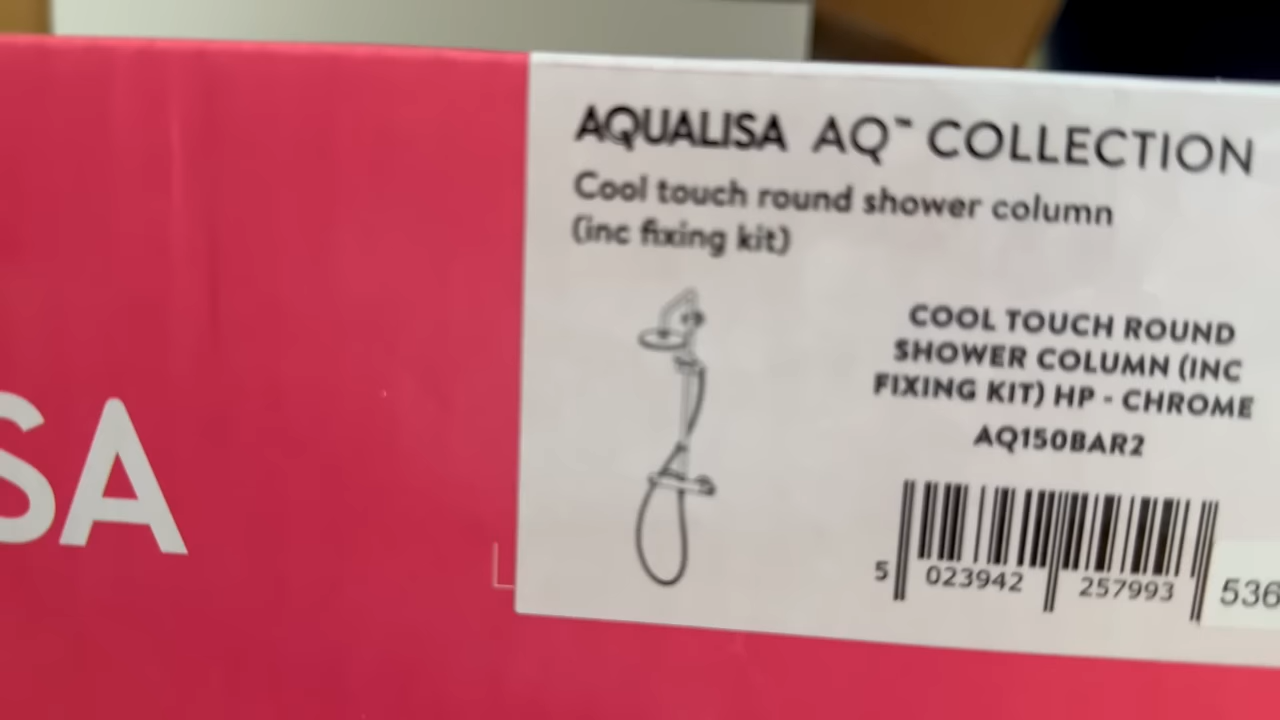 AQUALISA AQ™ COLLECTION
Cool touch round shower column
(inc fixing kit)
COOL TOUCH ROUND
SHOWER COLUMN (INC
FIXING KIT) HP - CHROME
AQ150BAR2
5 023942 257993
536
SA